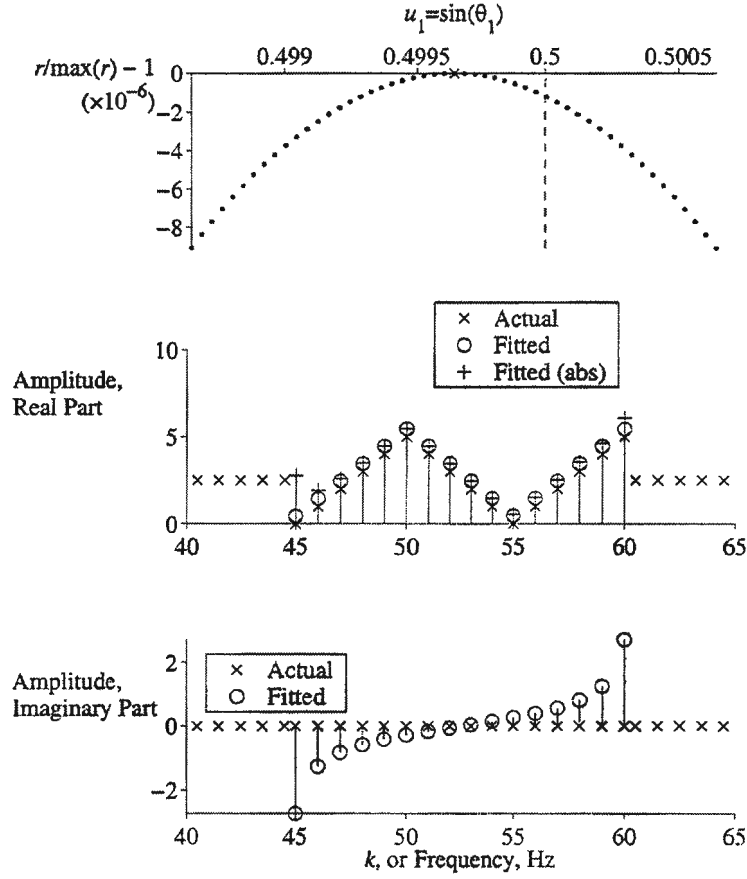 u₁=sin(θ₁)
r/max(r) – 1
(×10⁻⁶)
0.499 0.4995 0.5 0.5005
0
−2
−4
−6
−8
Actual
Fitted
Fitted (abs)
Amplitude,
Real Part
10
5
0
40 45 50 55 60 65
Actual
Fitted
Amplitude,
Imaginary Part
2
0
−2
40 45 50 55 60 65
k, or Frequency, Hz